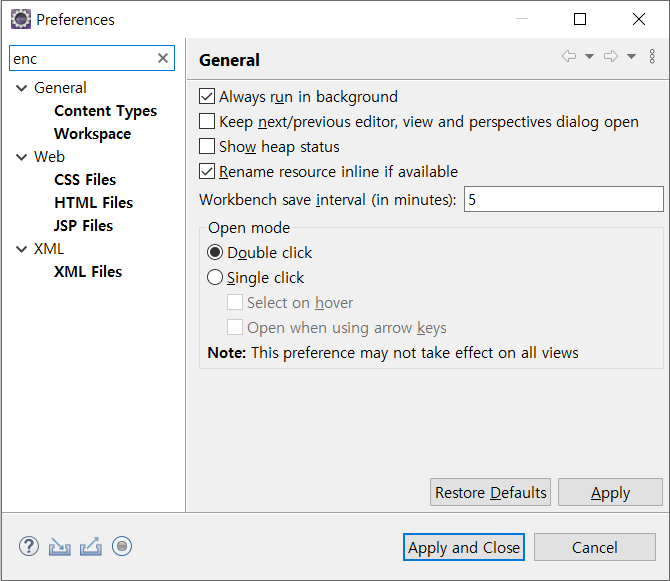 Preferences
enc
General
Content Types
Workspace
Web
CSS Files
HTML Files
JSP Files
XML
XML Files
General
Always run in background
Keep next/previous editor, view and perspectives dialog open
Show heap status
Rename resource inline if available
Workbench save interval (in minutes): 5
Open mode
Double click
Single click
Select on hover
Open when using arrow keys
Note: This preference may not take effect on all views
Restore Defaults Apply
Apply and Close Cancel